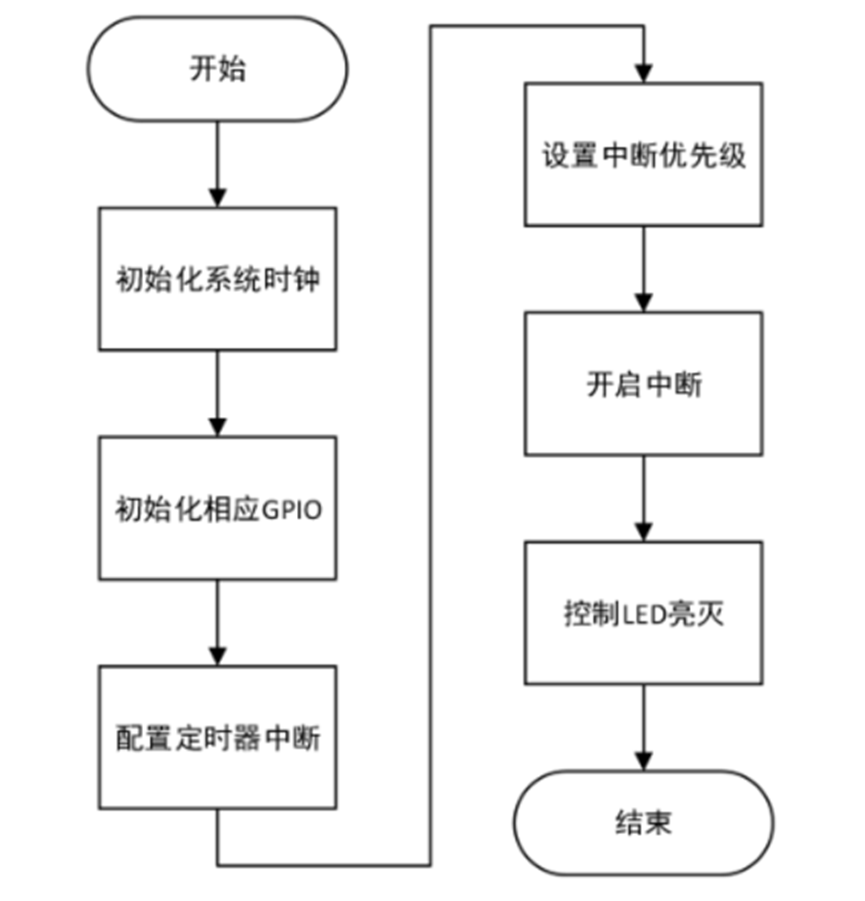 开始
初始化系统时钟
初始化相应GPIO
配置定时器中断
设置中断优先级
开启中断
控制LED亮灭
结束